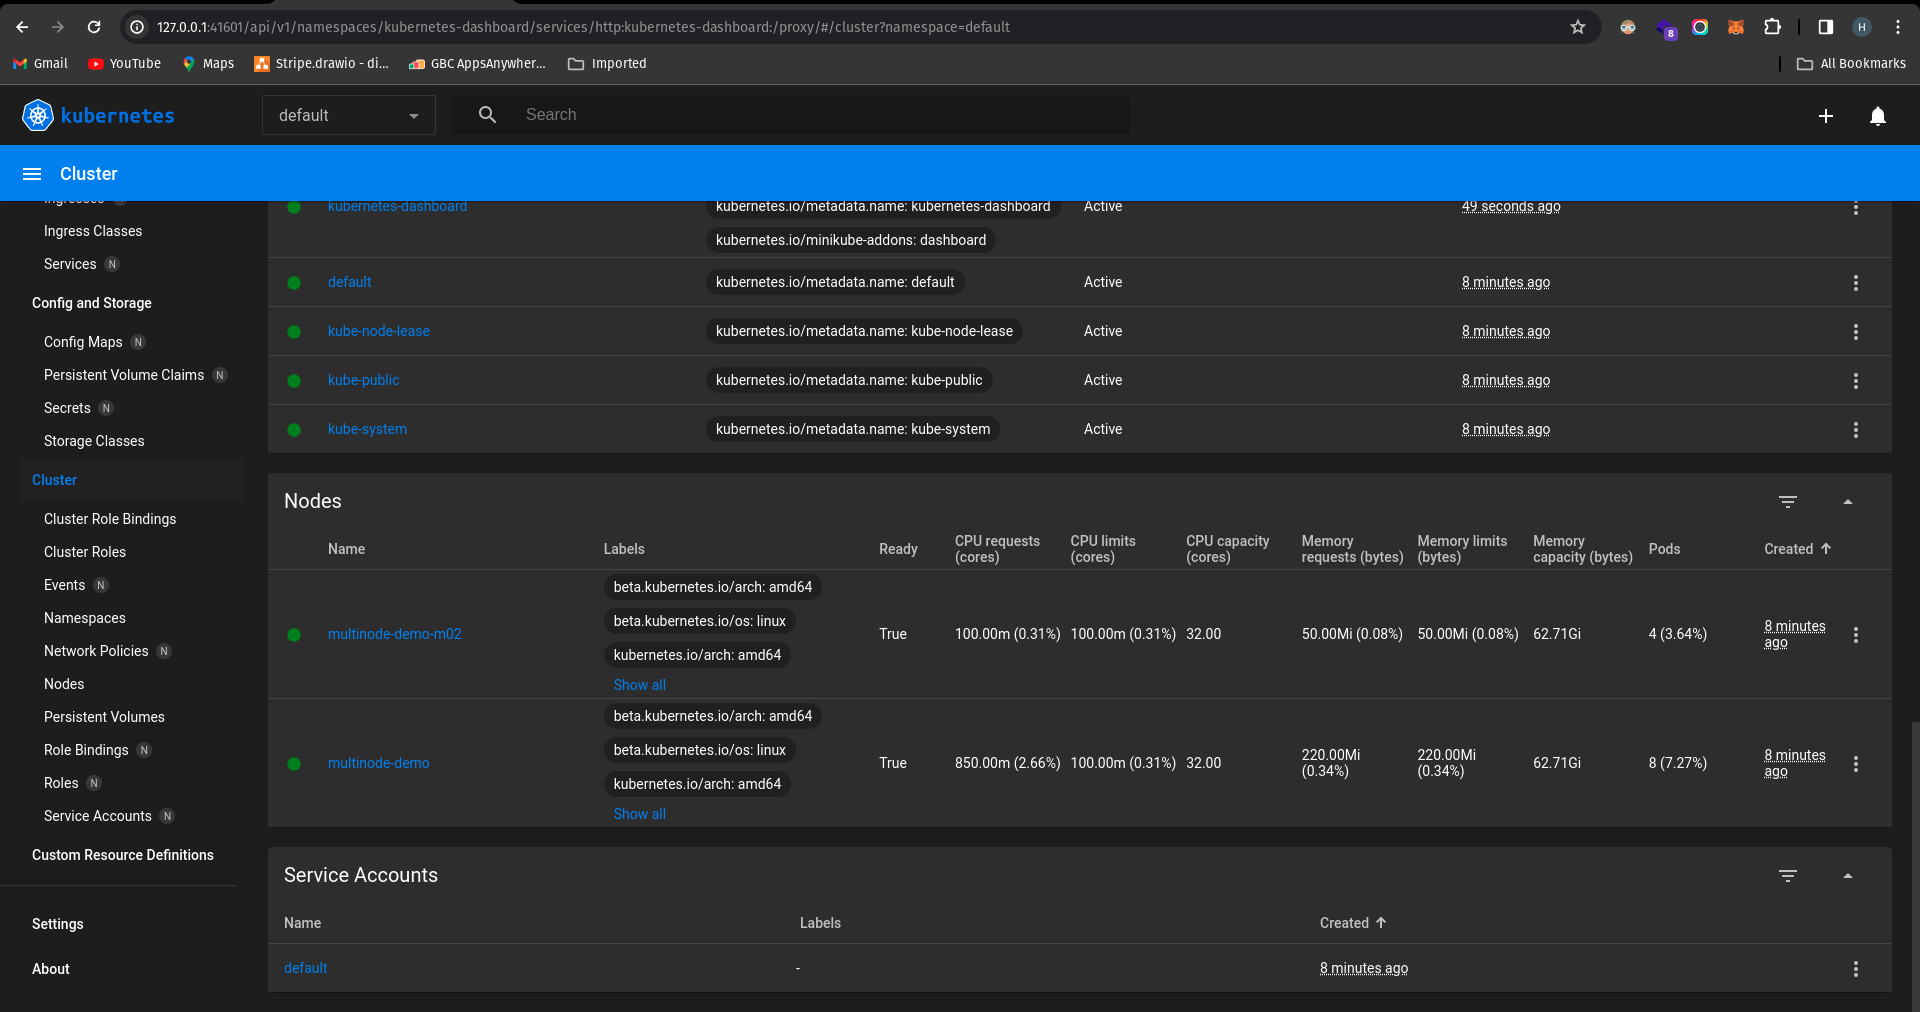 127.0.0.1:41601/api/v1/namespaces/kubernetes-dashboard/services/http:kubernetes-dashboard:/proxy/#/cluster?namespace=default
8
H
Gmail YouTube Maps Stripe.drawio - di... GBC AppsAnywher... Imported All Bookmarks
kubernetes default Search
Cluster
Ingresses N
Ingress Classes
Services N
Config and Storage
Config Maps N
Persistent Volume Claims N
Secrets N
Storage Classes
Cluster
Cluster Role Bindings
Cluster Roles
Events N
Namespaces
Network Policies N
Nodes
Persistent Volumes
Role Bindings N
Roles N
Service Accounts N
Custom Resource Definitions
Settings
About
kubernetes-dashboard kubernetes.io/metadata.name: kubernetes-dashboard Active 49 seconds ago
kubernetes.io/minikube-addons: dashboard
default kubernetes.io/metadata.name: default Active 8 minutes ago
kube-node-lease kubernetes.io/metadata.name: kube-node-lease Active 8 minutes ago
kube-public kubernetes.io/metadata.name: kube-public Active 8 minutes ago
kube-system kubernetes.io/metadata.name: kube-system Active 8 minutes ago
Nodes
Name Labels Ready CPU requests (cores) CPU limits (cores) CPU capacity (cores) Memory requests (bytes) Memory limits (bytes) Memory capacity (bytes) Pods Created
beta.kubernetes.io/arch: amd64
beta.kubernetes.io/os: linux
multinode-demo-m02 True 100.00m (0.31%) 100.00m (0.31%) 32.00 50.00Mi (0.08%) 50.00Mi (0.08%) 62.71Gi 4 (3.64%) 8 minutes ago
kubernetes.io/arch: amd64
Show all
beta.kubernetes.io/arch: amd64
beta.kubernetes.io/os: linux
multinode-demo True 850.00m (2.66%) 100.00m (0.31%) 32.00 220.00Mi (0.34%) 220.00Mi (0.34%) 62.71Gi 8 (7.27%) 8 minutes ago
kubernetes.io/arch: amd64
Show all
Service Accounts
Name Labels Created
default - 8 minutes ago